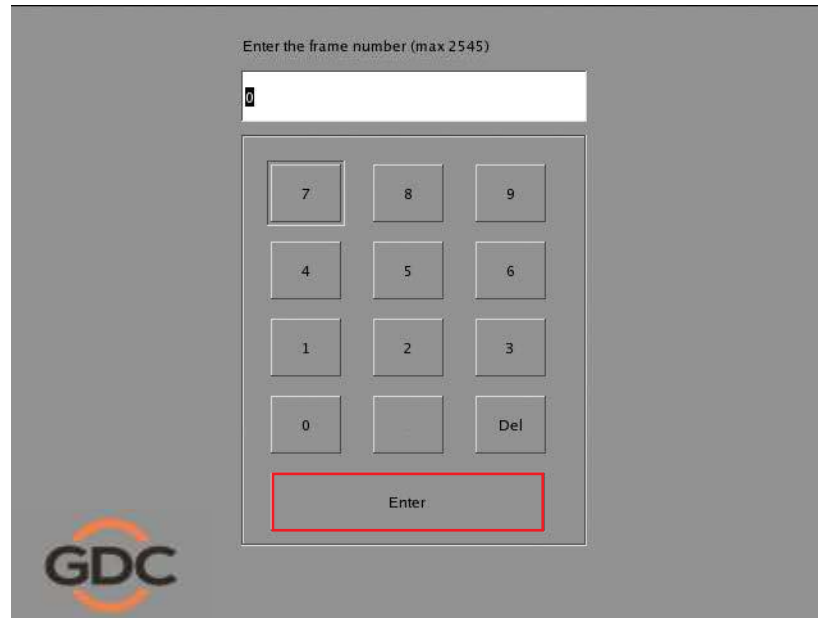 Enter the frame number (max 2545)
0
7 8 9
4 5 6
1 2 3
0 Del
Enter
GDC